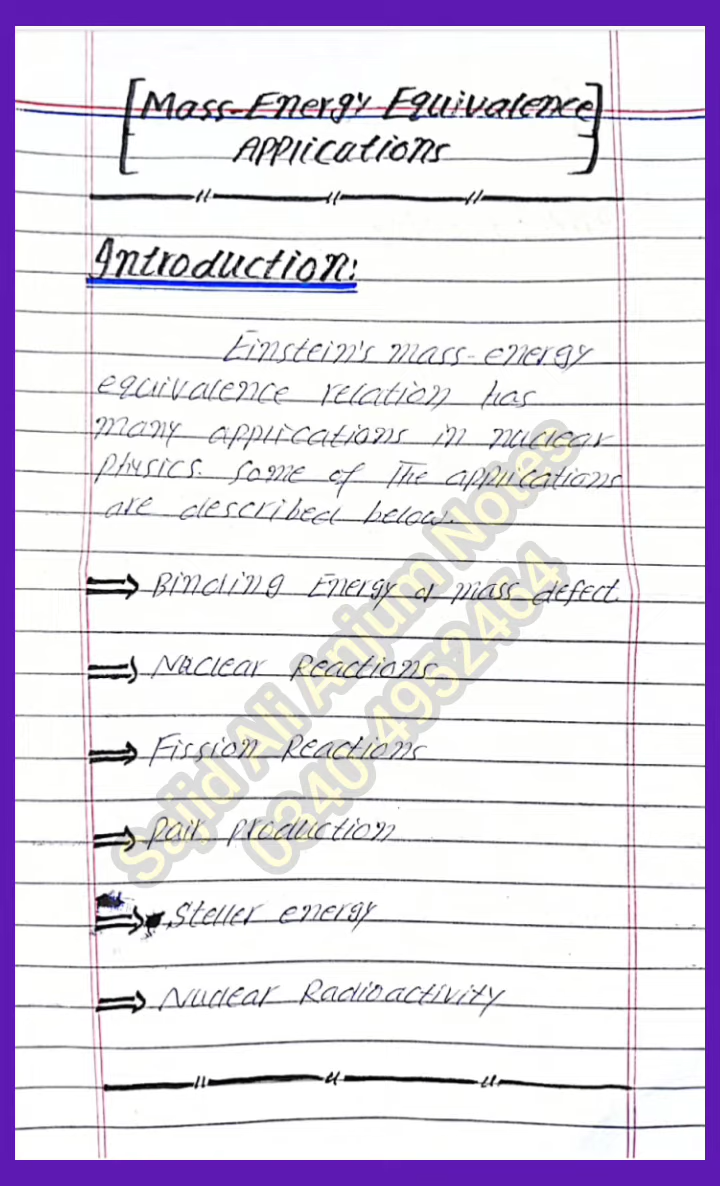 Mass-Energy Equivalence
Applications
Introduction:
Einstein's mass-energy
equivalence relation has
many applications in nuclear
physics. Some of The applications
are described below.
⇒ Binding Energy or mass defect.
⇒ Nuclear Reactions
⇒ Fission Reactions
⇒ Pair production
⇒ Steller energy
⇒ Nuclear Radioactivity
Sajid Ali Anjum Notes
0340 4952464